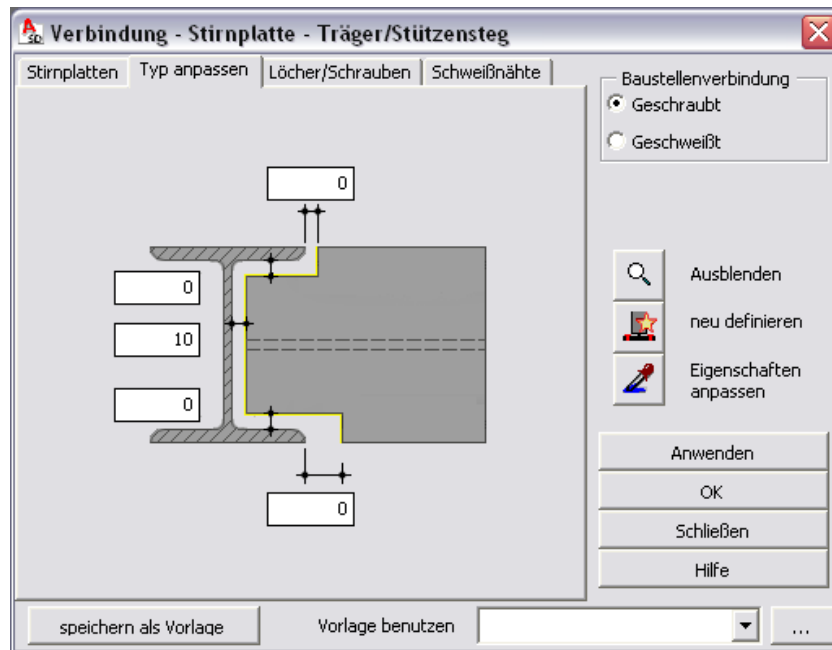 Verbindung - Stirnplatte - Träger/Stützensteg
Stirnplatten
Typ anpassen
Löcher/Schrauben
Schweißnähte
Baustellenverbindung
Geschraubt
Geschweißt
0
0
10
0
0
Ausblenden
neu definieren
Eigenschaften
anpassen
Anwenden
OK
Schließen
Hilfe
speichern als Vorlage
Vorlage benutzen
...